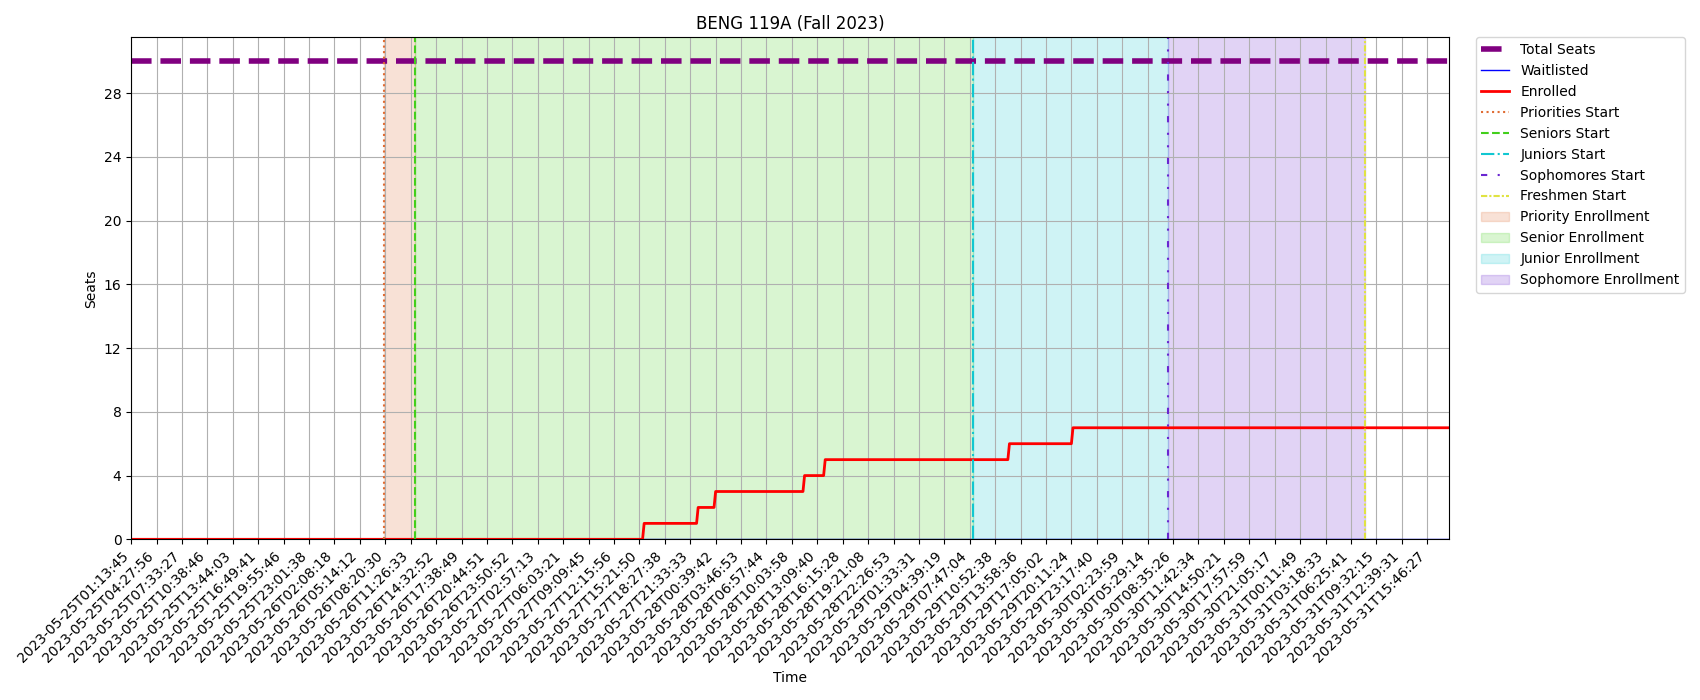 BENG 119A (Fall 2023)
Seats
28
24
20
16
12
8
4
0
2023-05-25T01:13:45
2023-05-25T04:27:56
2023-05-25T07:33:27
2023-05-25T10:38:46
2023-05-25T13:44:03
2023-05-25T16:49:41
2023-05-25T19:55:46
2023-05-25T23:01:38
2023-05-26T02:08:18
2023-05-26T05:14:12
2023-05-26T08:20:30
2023-05-26T11:26:33
2023-05-26T14:32:52
2023-05-26T17:38:49
2023-05-26T20:44:51
2023-05-26T23:50:52
2023-05-27T02:57:13
2023-05-27T06:03:21
2023-05-27T09:09:45
2023-05-27T12:15:56
2023-05-27T15:21:50
2023-05-27T18:27:38
2023-05-27T21:33:33
2023-05-28T00:39:42
2023-05-28T03:46:53
2023-05-28T06:57:44
2023-05-28T10:03:58
2023-05-28T13:09:40
2023-05-28T16:15:28
2023-05-28T19:21:08
2023-05-28T22:26:53
2023-05-29T01:33:31
2023-05-29T04:39:19
2023-05-29T07:47:04
2023-05-29T10:52:38
2023-05-29T13:58:36
2023-05-29T17:05:02
2023-05-29T20:11:24
2023-05-29T23:17:40
2023-05-30T02:23:59
2023-05-30T05:29:14
2023-05-30T08:35:26
2023-05-30T11:42:34
2023-05-30T14:50:21
2023-05-30T17:57:59
2023-05-30T21:05:17
2023-05-31T00:11:49
2023-05-31T03:18:33
2023-05-31T06:25:41
2023-05-31T09:32:15
2023-05-31T12:39:31
2023-05-31T15:46:27
Time
Total Seats
Waitlisted
Enrolled
Priorities Start
Seniors Start
Juniors Start
Sophomores Start
Freshmen Start
Priority Enrollment
Senior Enrollment
Junior Enrollment
Sophomore Enrollment